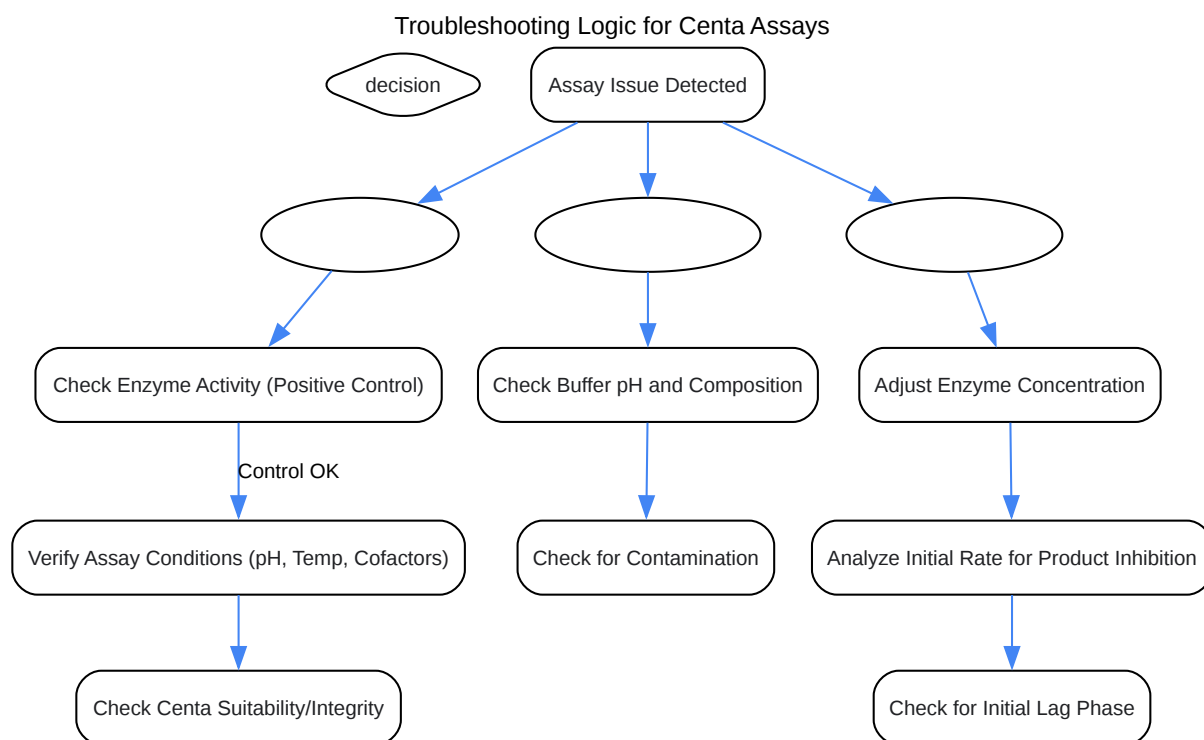 Troubleshooting Logic for Centa Assays
decision
Assay Issue Detected
Check Enzyme Activity (Positive Control)
Check Buffer pH and Composition
Adjust Enzyme Concentration
Control OK
Verify Assay Conditions (pH, Temp, Cofactors)
Check for Contamination
Analyze Initial Rate for Product Inhibition
Check Centa Suitability/Integrity
Check for Initial Lag Phase